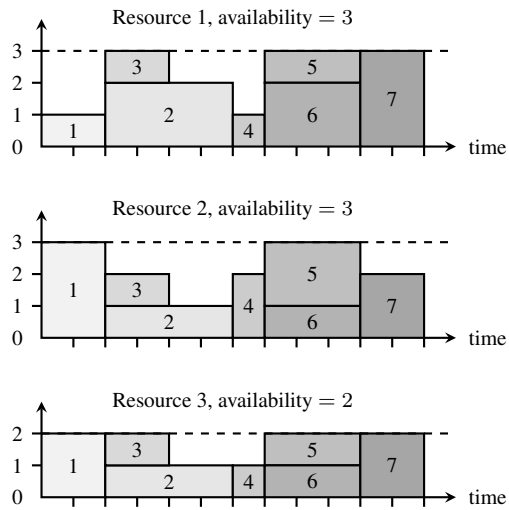 Resource 1, availability = 3
3
3 5
2
2 7
1 6
1 4
0
time
Resource 2, availability = 3
3
5
2
1 3 4 7
1
2 6
0
time
Resource 3, availability = 2
2
3 5
1 7
1
2 4 6
0
time